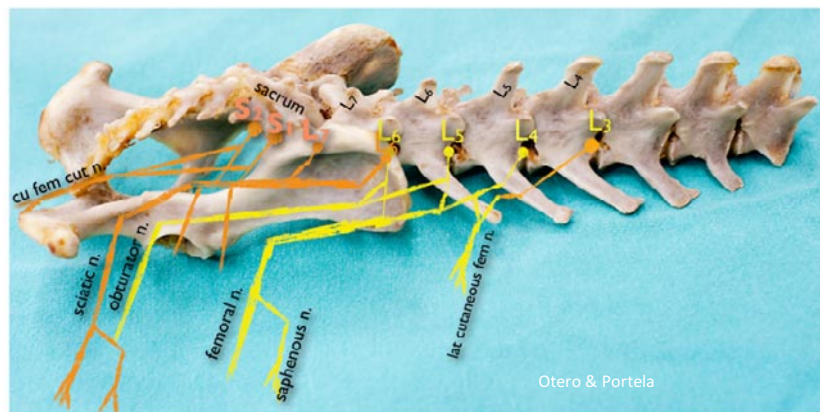 sacrum
L7
L6
L5
L4
S2
S1
L7
L6
L5
L4
L3
cu fem cut n.
sciatic n.
obturator n.
femoral n.
saphenous n.
lat cutaneous fem n.
Otero & Portela